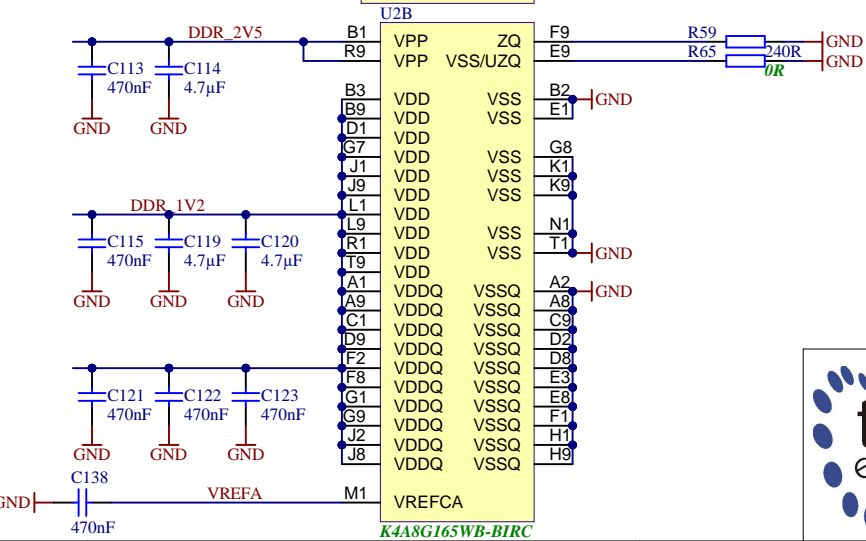 U2B
DDR_2V5
B1 VPP ZQ F9 R59 GND
R9 VPP VSS/UZQ E9 R65 240R GND
0R
C113 C114
470nF 4.7µF
GND GND
B3 VDD VSS B2 GND
B9 VDD VSS E1
D1 VDD
G7 VDD VSS G8
J1 VDD VSS K1
J9 VDD VSS K9
DDR_1V2 L1 VDD
L9 VDD VSS N1
R1 VDD VSS T1 GND
C115 C119 C120
470nF 4.7µF 4.7µF
GND GND GND
T9 VDD
A1 VDDQ VSSQ A2 GND
A9 VDDQ VSSQ A8
C1 VDDQ VSSQ C9
D9 VDDQ VSSQ D2
F2 VDDQ VSSQ D8
F8 VDDQ VSSQ E3
G1 VDDQ VSSQ E8
G9 VDDQ VSSQ F1
J2 VDDQ VSSQ H1
J8 VDDQ VSSQ H9
C121 C122 C123
470nF 470nF 470nF
GND GND GND
C138
GND VREFA M1 VREFCA
470nF
K4A8G165WB-BIRC